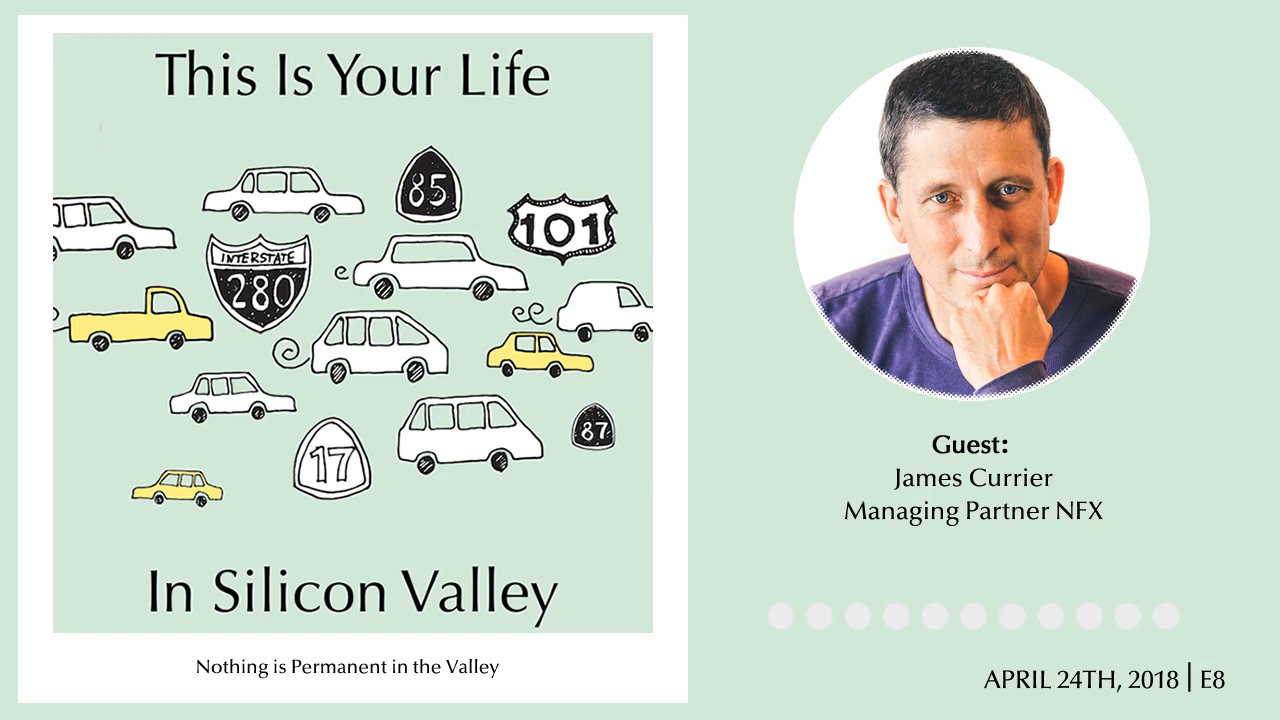 This Is Your Life
85
101
INTERSTATE
280
17
87
In Silicon Valley
Nothing is Permanent in the Valley
Guest:
James Currier
Managing Partner NFX
APRIL 24TH, 2018 | E8